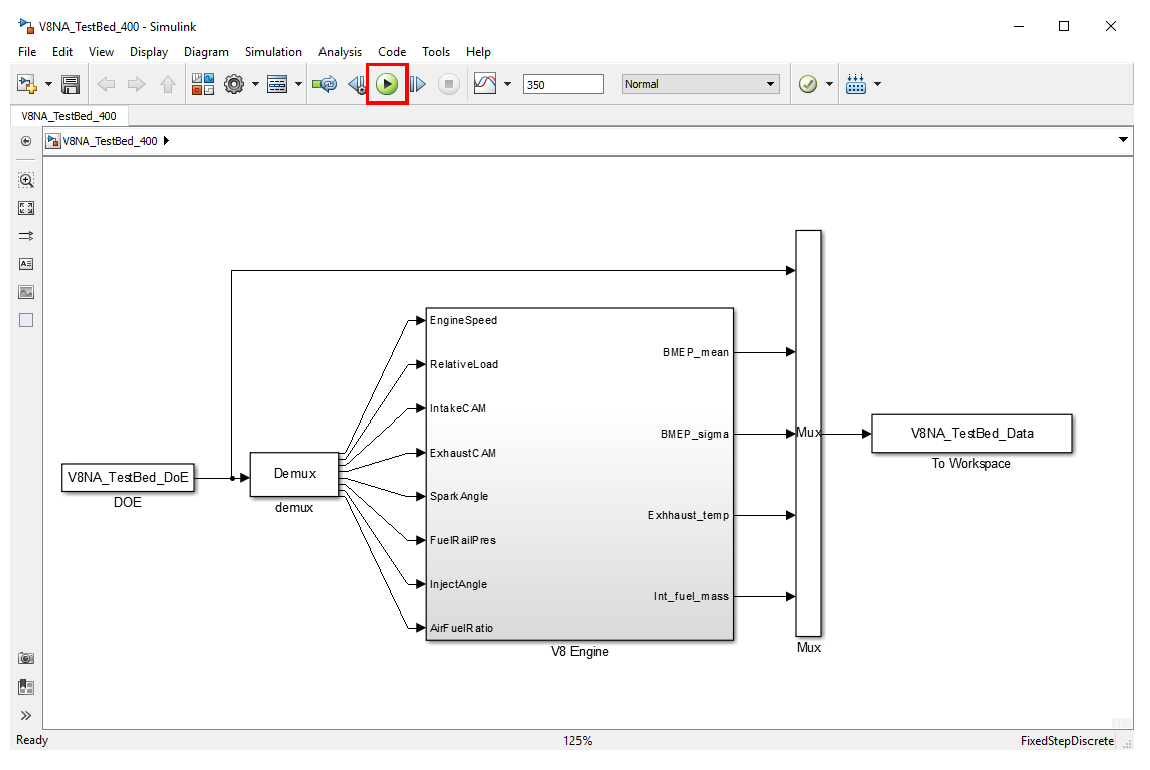 V8NA_TestBed_400 - Simulink
File Edit View Display Diagram Simulation Analysis Code Tools Help
350 Normal
V8NA_TestBed_400
V8NA_TestBed_400
EngineSpeed
RelativeLoad
BMEP_mean
IntakeCAM
ExhaustCAM
BMEP_sigma
Mux
V8NA_TestBed_Data
To Workspace
V8NA_TestBed_DoE
DOE
Demux
demux
SparkAngle
Exhhaust_temp
FuelRailPres
InjectAngle
Int_fuel_mass
AirFuelRatio
V8 Engine
Mux
Ready 125% FixedStepDiscrete